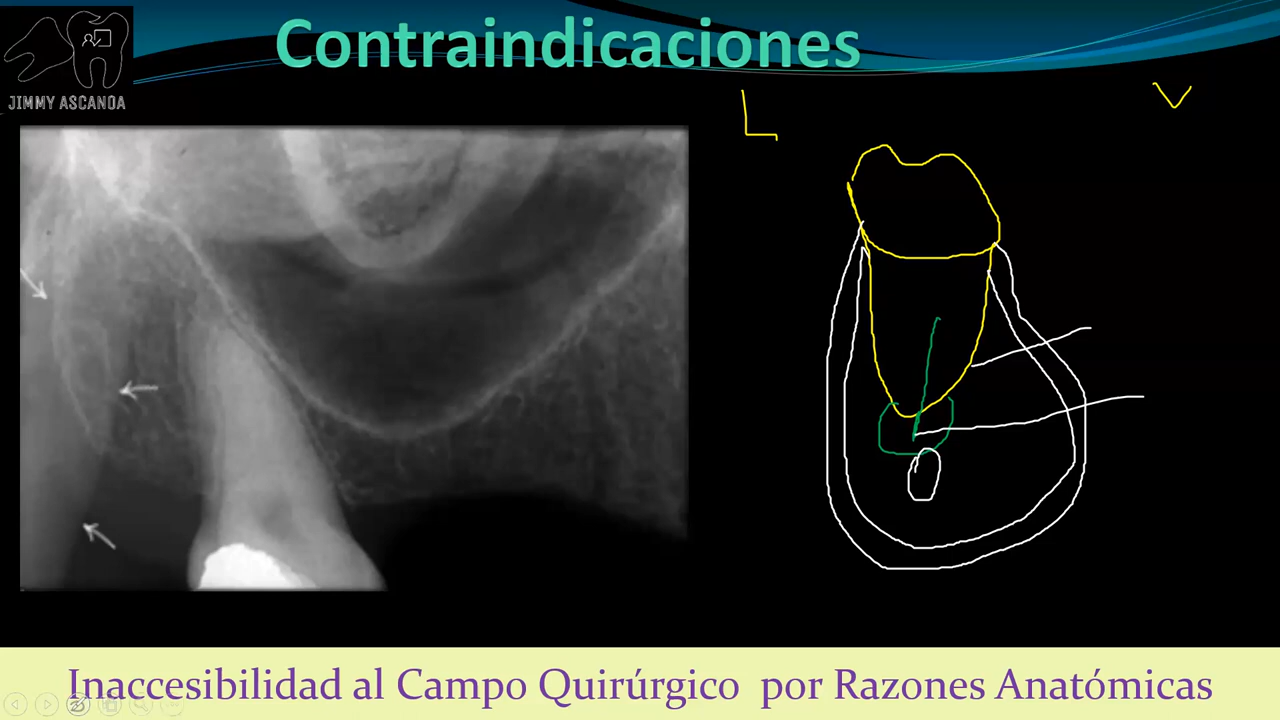 Contraindicaciones
JIMMY ASCANOA
L
V
Inaccesibilidad al Campo Quirúrgico por Razones Anatómicas